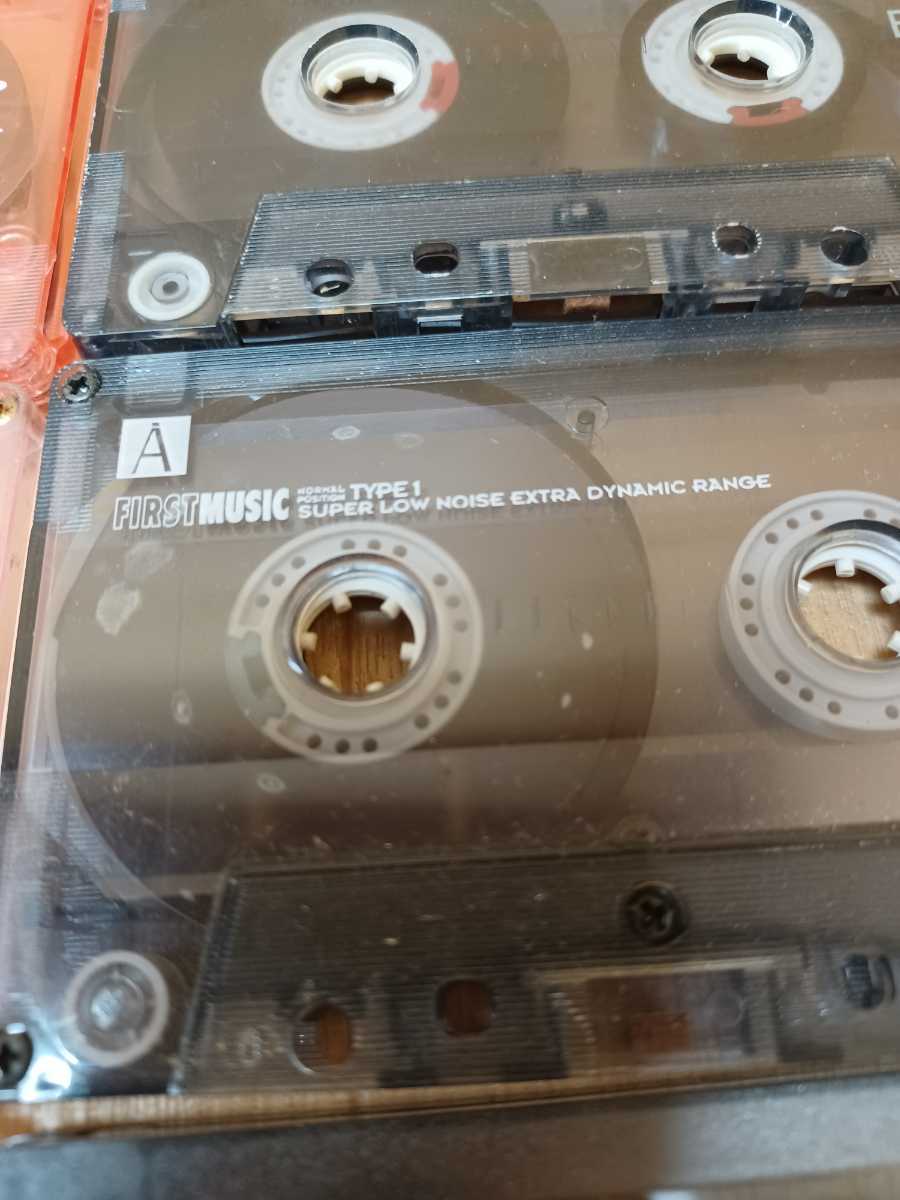 A
FIRSTMUSIC NORMAL POSITION TYPE 1
SUPER LOW NOISE EXTRA DYNAMIC RANGE